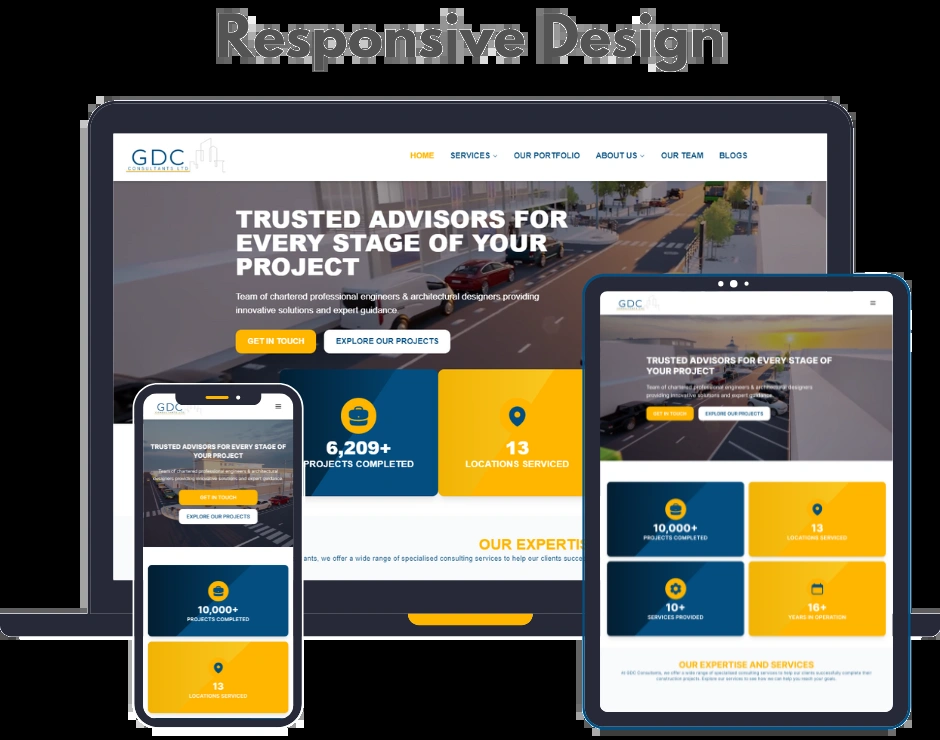 Responsive Design
GDC
CONSULTANTS LTD
HOME SERVICES OUR PORTFOLIO ABOUT US OUR TEAM BLOGS
TRUSTED ADVISORS FOR
EVERY STAGE OF YOUR
PROJECT
Team of chartered professional engineers & architectural designers providing
innovative solutions and expert guidance.
GET IN TOUCH EXPLORE OUR PROJECTS
6,209+
PROJECTS COMPLETED
13
LOCATIONS SERVICED
OUR EXPERTIS
ants, we offer a wide range of specialised consulting services to help our clients succe
GDC
TRUSTED ADVISORS FOR EVERY STAGE OF
YOUR PROJECT
Team of chartered professional engineers & architectural
designers providing innovative solutions and expert guidance.
GET IN TOUCH
EXPLORE OUR PROJECTS
10,000+
PROJECTS COMPLETED
13
LOCATIONS SERVICED
GDC
TRUSTED ADVISORS FOR EVERY STAGE OF
YOUR PROJECT
Team of chartered professional engineers & architectural designers
providing innovative solutions and expert guidance.
GET IN TOUCH EXPLORE OUR PROJECTS
10,000+
PROJECTS COMPLETED
13
LOCATIONS SERVICED
10+
SERVICES PROVIDED
16+
YEARS IN OPERATION
OUR EXPERTISE AND SERVICES
At GDC Consultants, we offer a wide range of specialised consulting services to help our clients successfully complete their
construction projects. Explore our services to see how we can help you reach your goals.